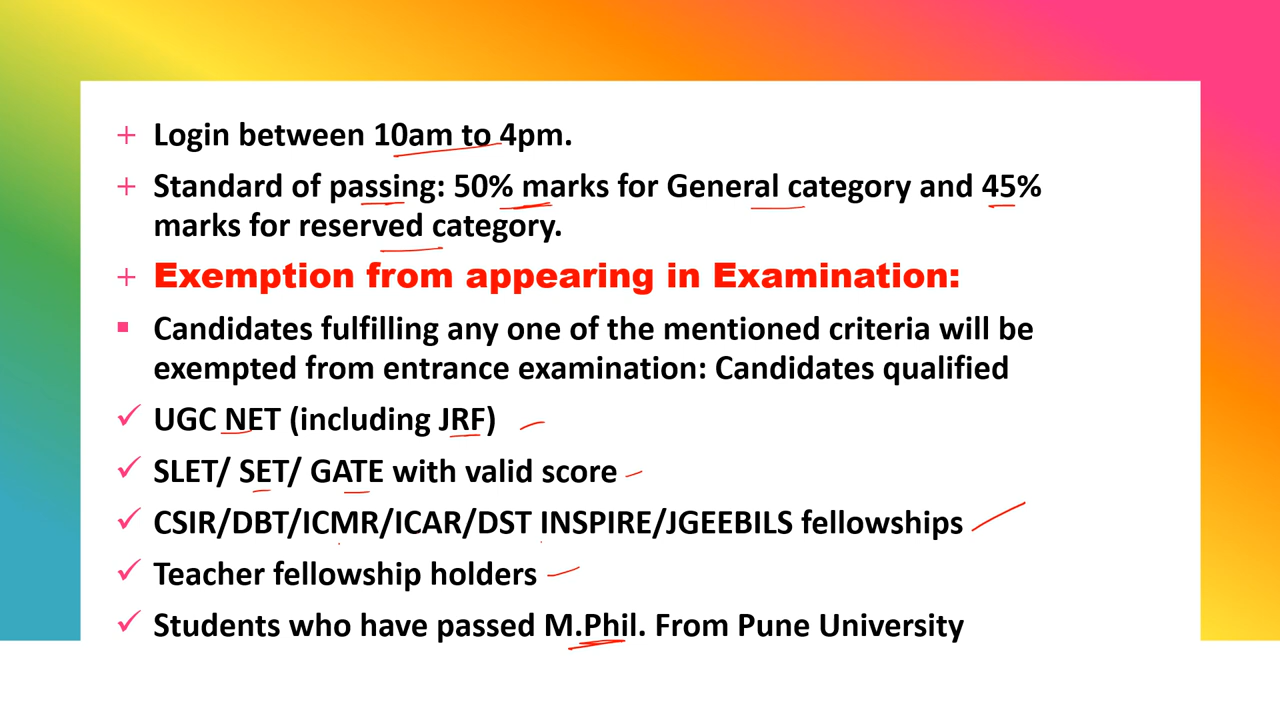 + Login between 10am to 4pm.
+ Standard of passing: 50% marks for General category and 45%
marks for reserved category.
+ Exemption from appearing in Examination:
▪ Candidates fulfilling any one of the mentioned criteria will be
exempted from entrance examination: Candidates qualified
✓ UGC NET (including JRF)
✓ SLET/ SET/ GATE with valid score
✓ CSIR/DBT/ICMR/ICAR/DST INSPIRE/JGEEBILS fellowships
✓ Teacher fellowship holders
✓ Students who have passed M.Phil. From Pune University